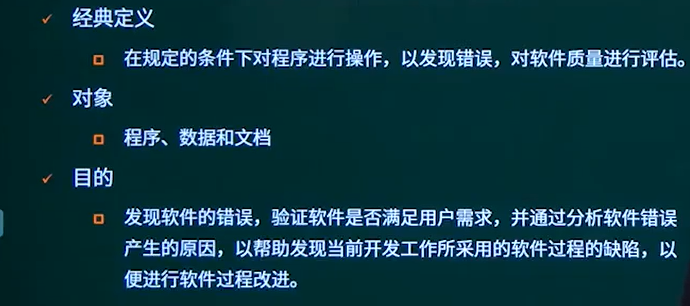 经典定义
在规定的条件下对程序进行操作，以发现错误，对软件质量进行评估。
对象
程序、数据和文档
目的
发现软件的错误，验证软件是否满足用户需求，并通过分析软件错误
产生的原因，以帮助发现当前开发工作所采用的软件过程的缺陷，以
便进行软件过程改进。